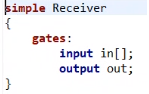 simple Receiver
{
gates:
input in[];
output out;
}